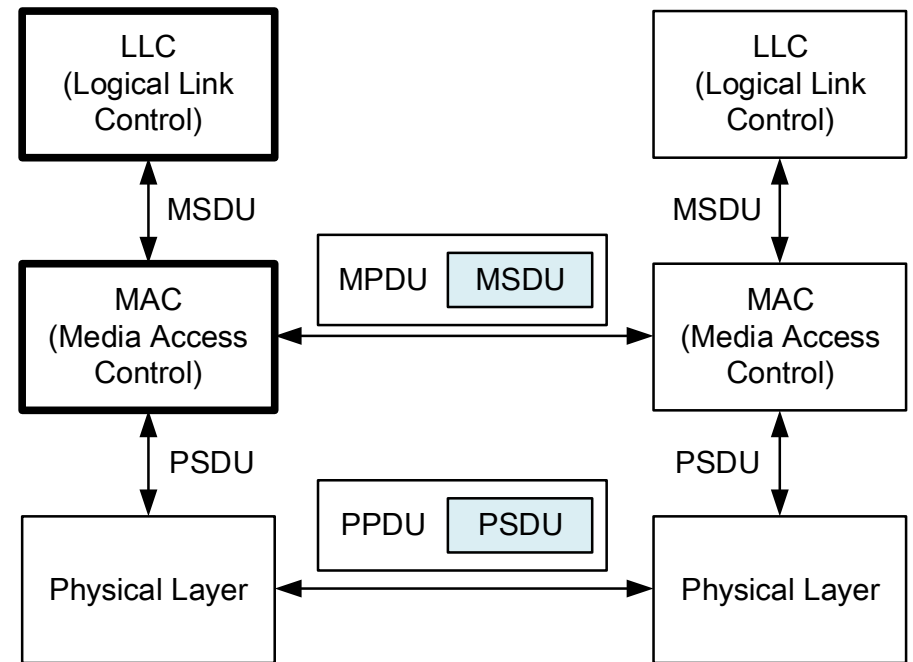 LLC
(Logical Link
Control)
LLC
(Logical Link
Control)
MSDU
MSDU
MPDU MSDU
MAC
(Media Access
Control)
MAC
(Media Access
Control)
PSDU
PSDU
PPDU PSDU
Physical Layer
Physical Layer